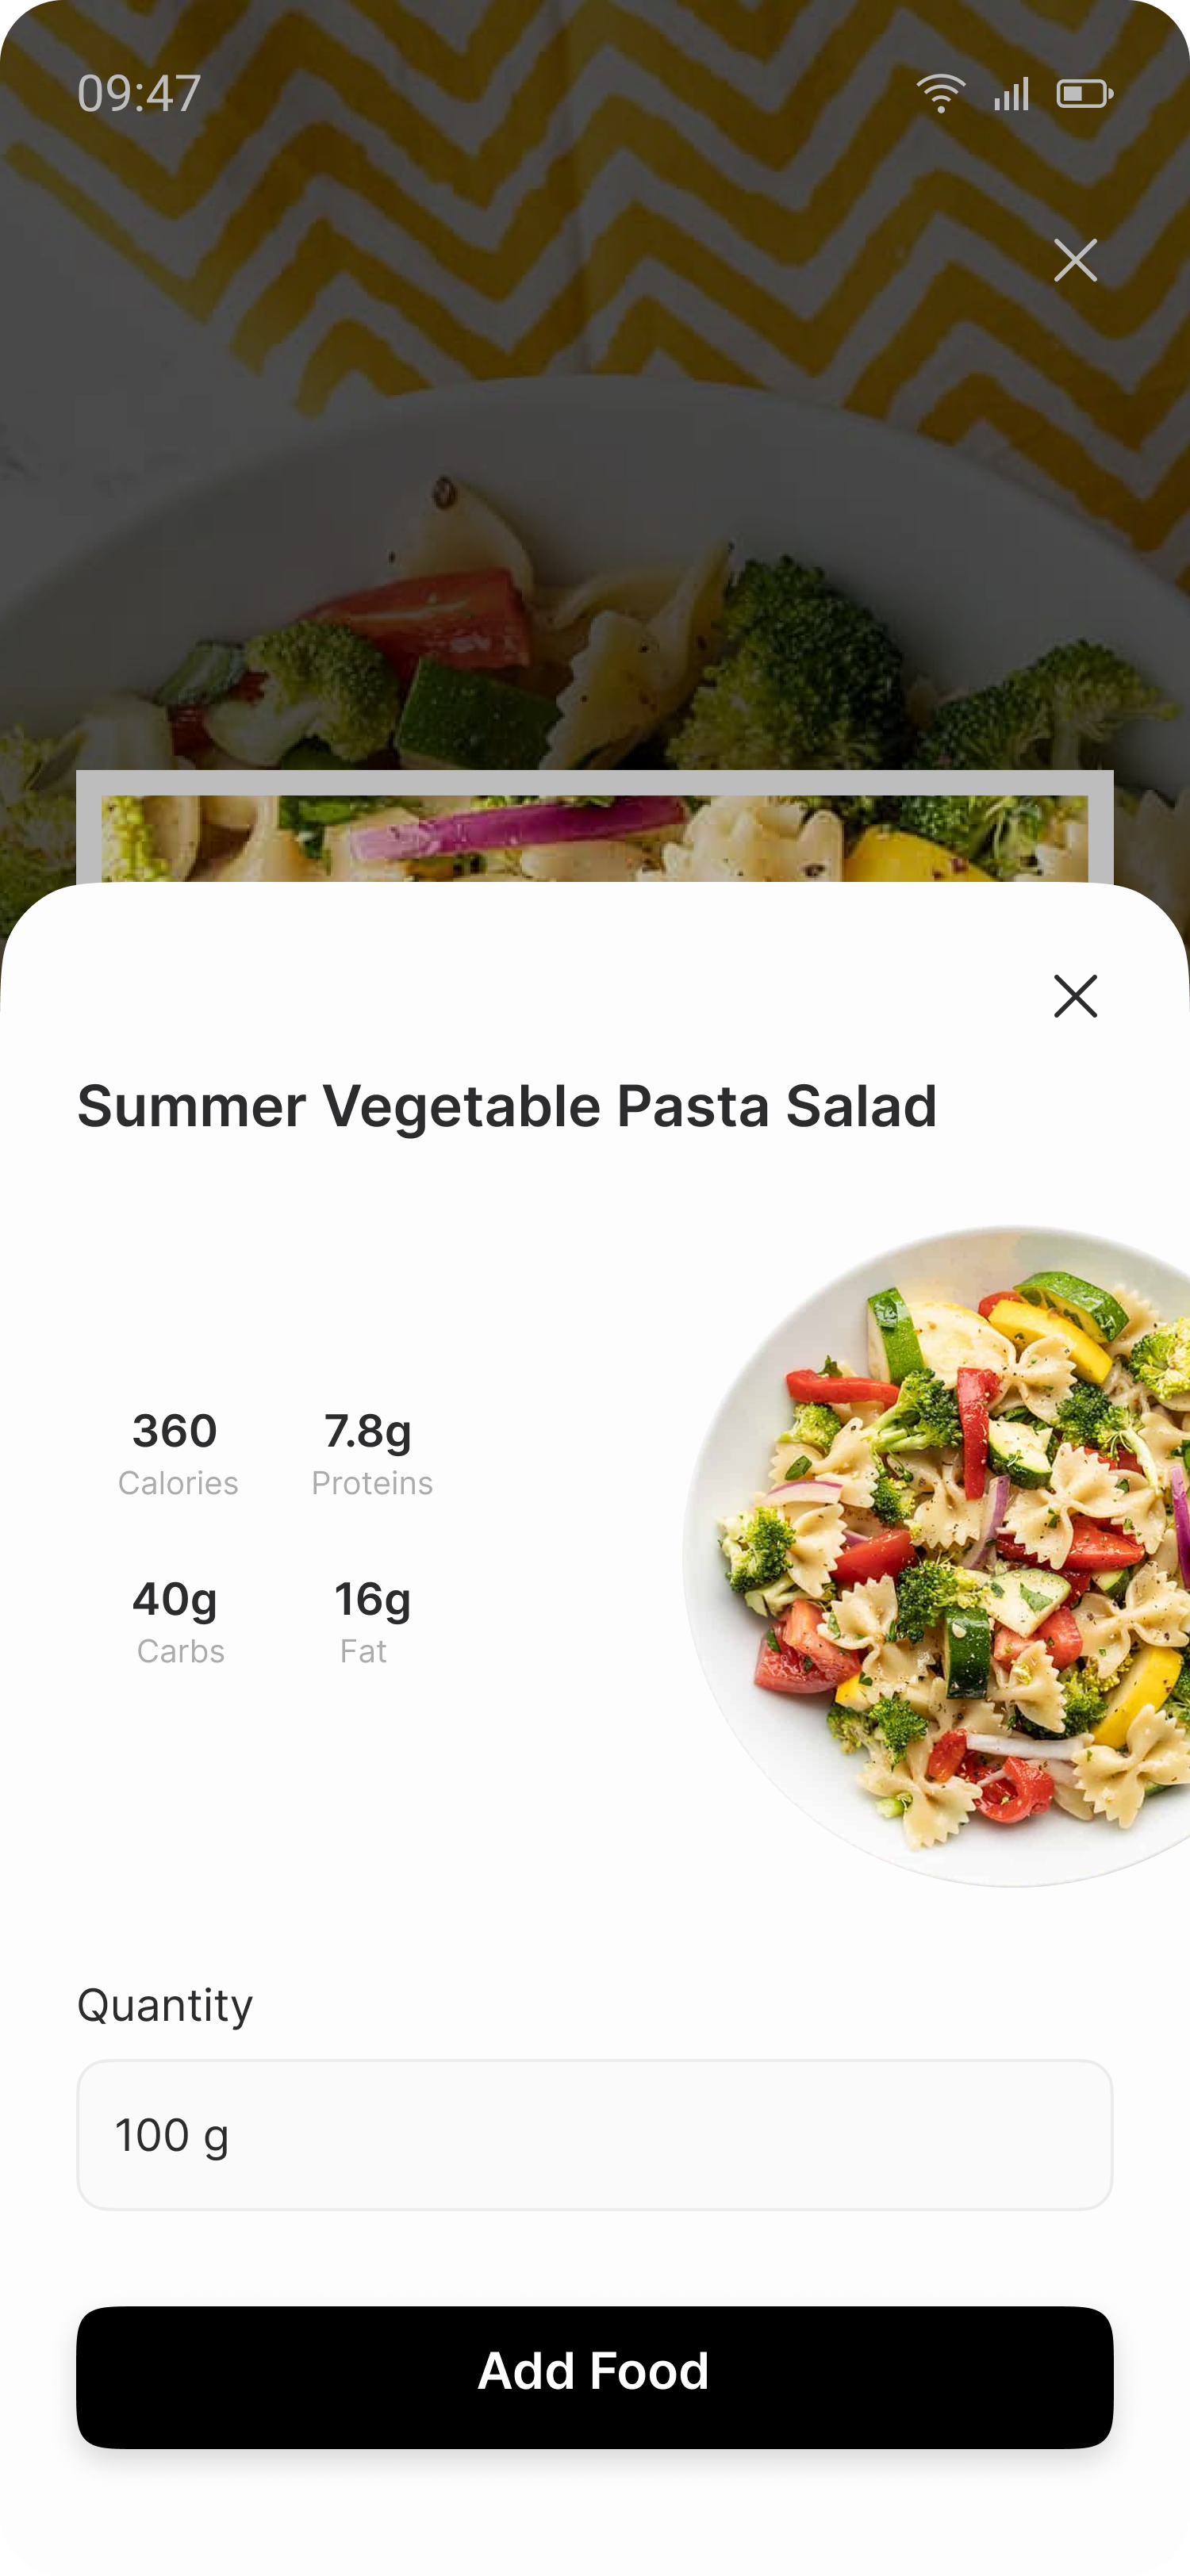 09:47
Summer Vegetable Pasta Salad
360 7.8g
Calories Proteins
40g 16g
Carbs Fat
Quantity
100 g
Add Food